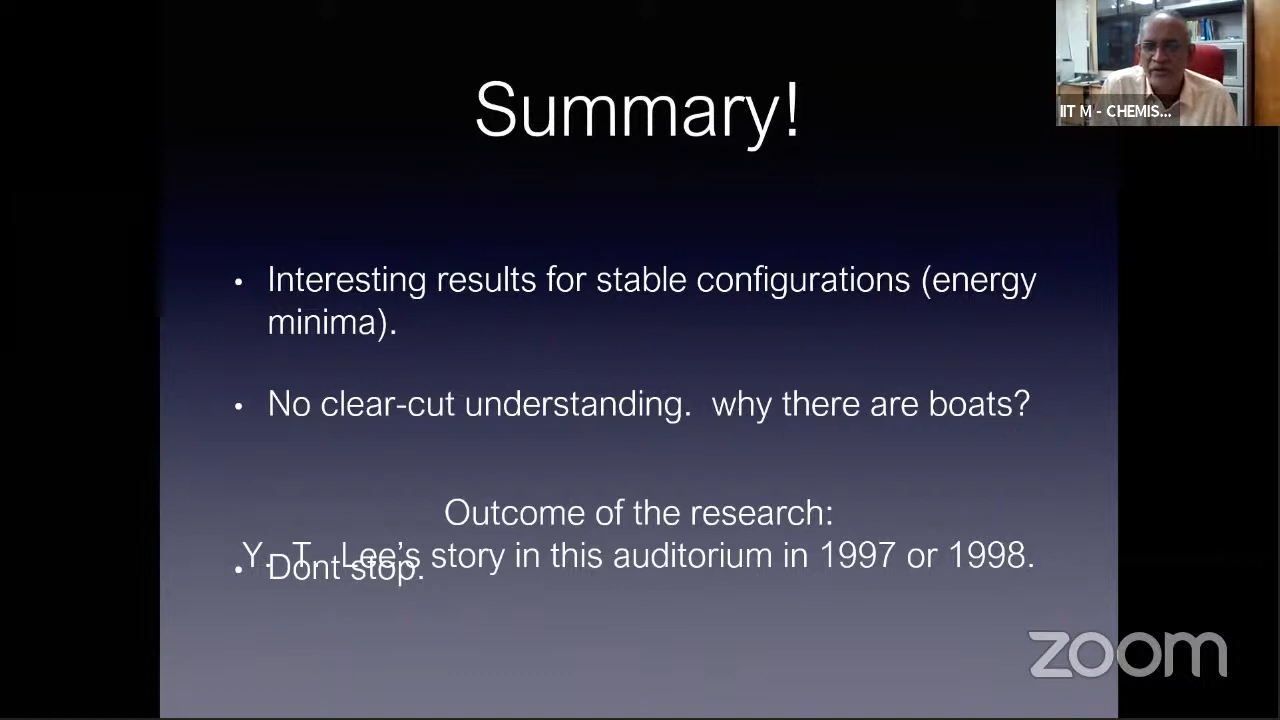 IIT M - CHEMIS...
Summary!
• Interesting results for stable configurations (energy
minima).
• No clear-cut understanding.  why there are boats?
Outcome of the research:
Y. T. Lee’s story in this auditorium in 1997 or 1998.
• Dont stop.
zoom